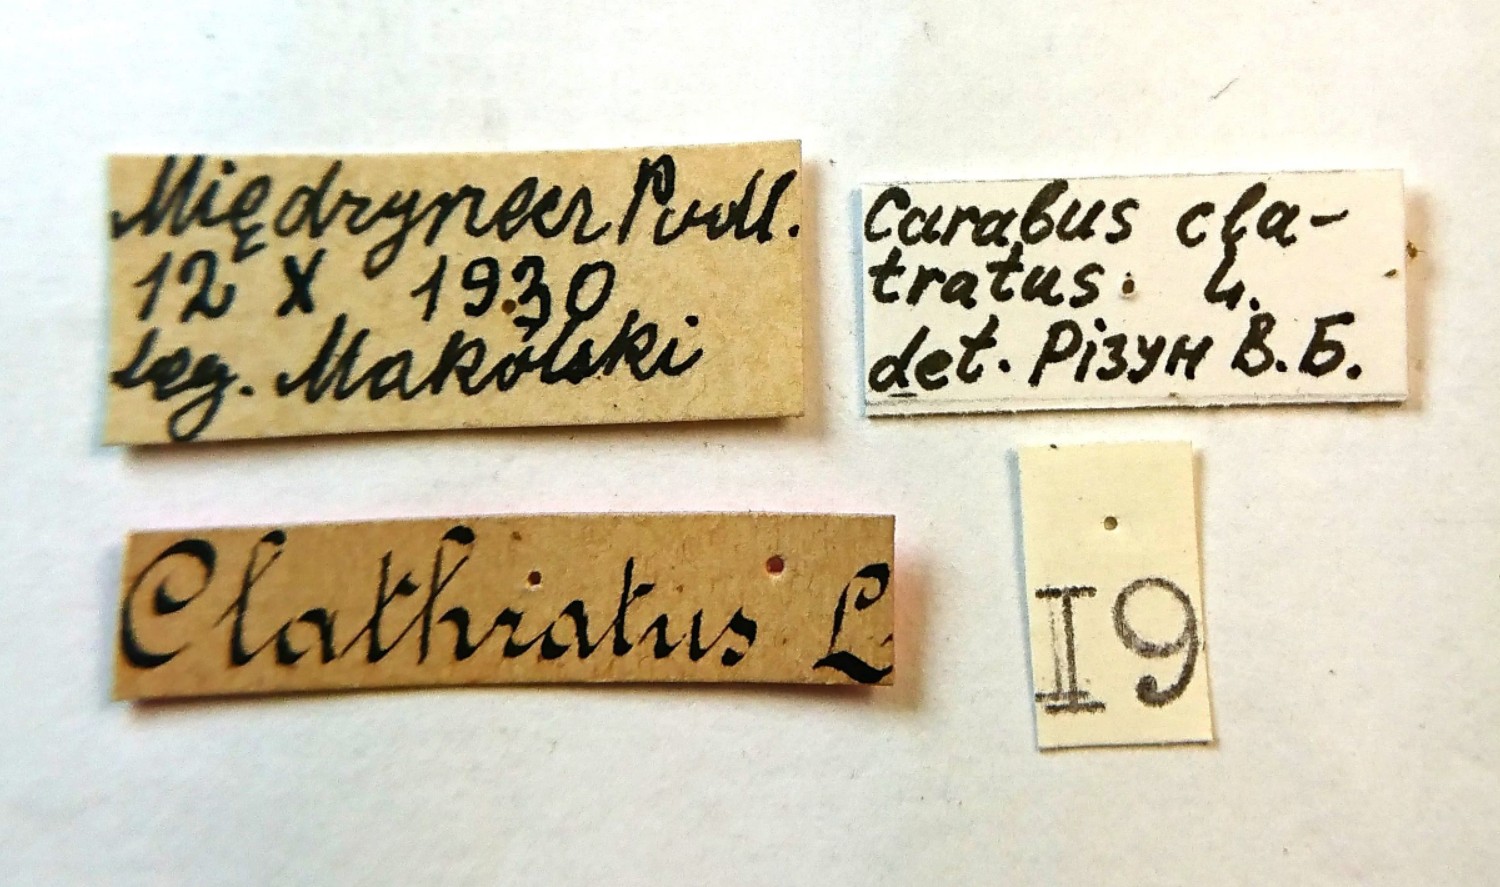 Międzyrzecz Podl.
12 X 1930
leg. Makólski
Clathratus L
Carabus cla-
tratus. L.
det. Різун В.Б.
I9